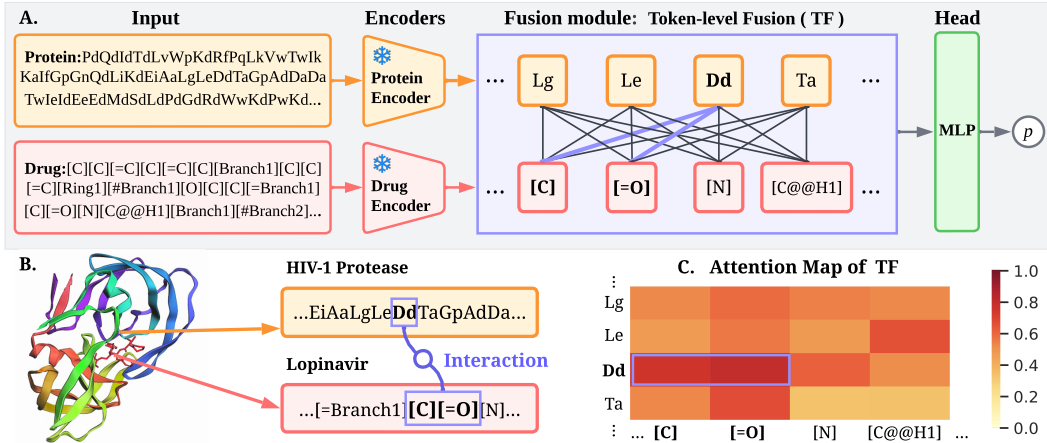 A.
Input
Encoders
Fusion module: Token-level Fusion ( TF )
Head
Protein:PdQdIdTdLvWpKdRfPqLkVwTwIk
KaIfGpGnQdLiKdEiAaLgLeDdTaGpAdDaDa
TwIeIdEeEdMdSdLdPdGdRdWwKdPwKd...
Protein
Encoder
... Lg Le Dd Ta ...
MLP
p
Drug:[C][C][=C][C][=C][C][Branch1][C][C]
[=C][Ring1][#Branch1][O][C][C][=Branch1]
[C][=O][N][C@@H1][Branch1][#Branch2]...
Drug
Encoder
... [C] [=O] [N] [C@@H1] ...
B.
HIV-1 Protease
...EiAaLgLeDdTaGpAdDa...
Interaction
Lopinavir
...[=Branch1][C][=O][N]...
C. Attention Map of TF
...
Lg
Le
Dd
Ta
...
... [C] [=O] [N] [C@@H1] ...
1.0
0.8
0.6
0.4
0.2
0.0